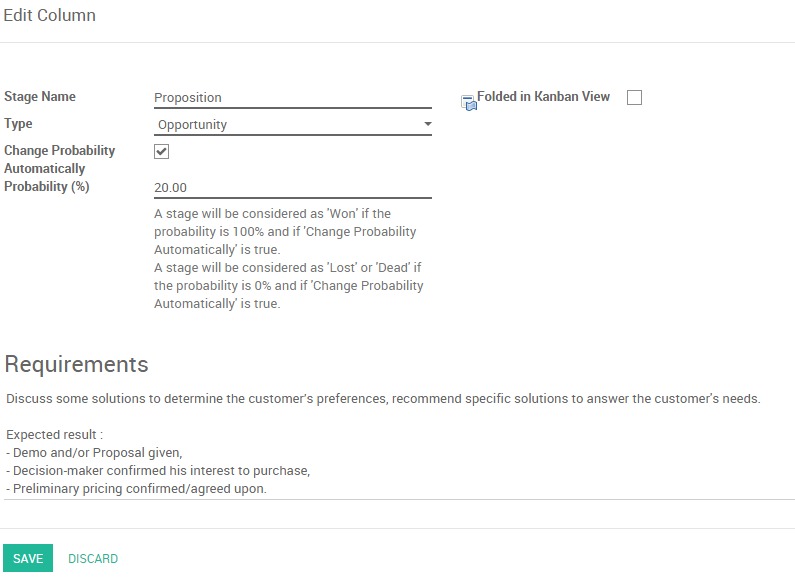 Edit Column
Stage Name
Proposition
Folded in Kanban View
Type
Opportunity
Change Probability
Automatically
Probability (%)
20.00
A stage will be considered as 'Won' if the
probability is 100% and if 'Change Probability
Automatically' is true.
A stage will be considered as 'Lost' or 'Dead' if
the probability is 0% and if 'Change Probability
Automatically' is true.
Requirements
Discuss some solutions to determine the customer's preferences, recommend specific solutions to answer the customer's needs.
Expected result :
- Demo and/or Proposal given,
- Decision-maker confirmed his interest to purchase,
- Preliminary pricing confirmed/agreed upon.
SAVE
DISCARD